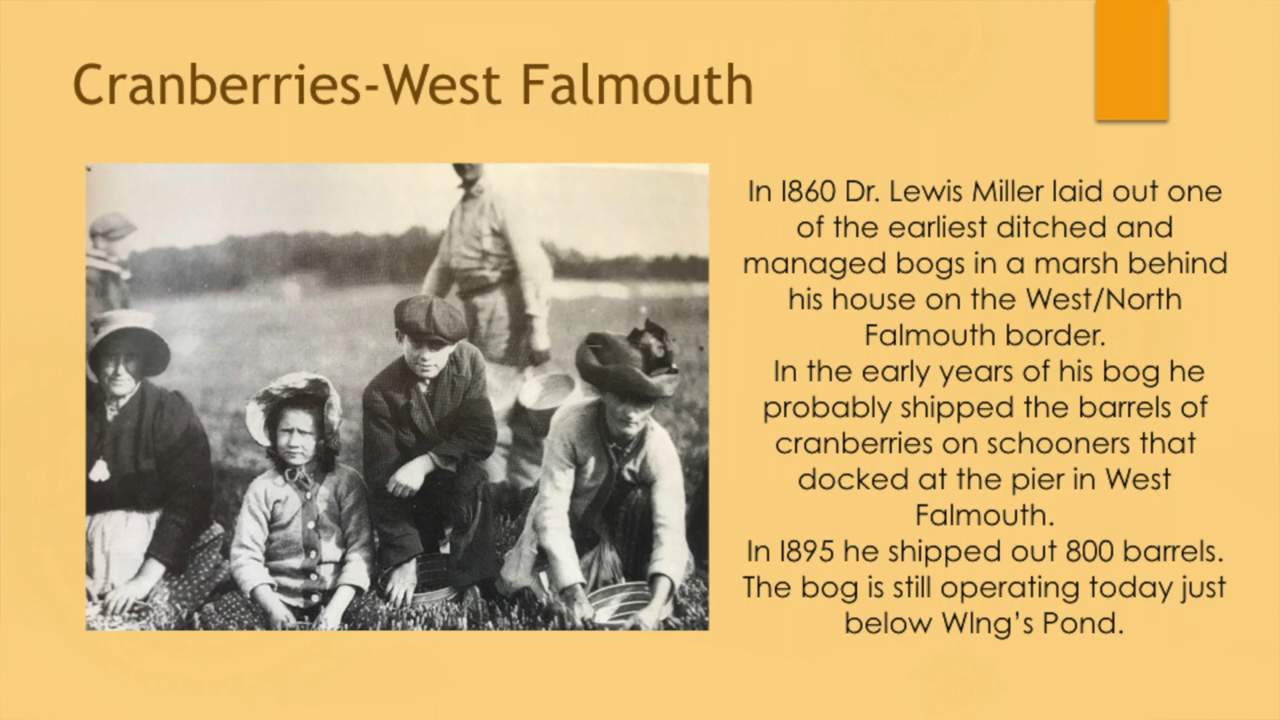 Cranberries-West Falmouth
In 1860 Dr. Lewis Miller laid out one
of the earliest ditched and
managed bogs in a marsh behind
his house on the West/North
Falmouth border.
In the early years of his bog he
probably shipped the barrels of
cranberries on schooners that
docked at the pier in West
Falmouth.
In 1895 he shipped out 800 barrels.
The bog is still operating today just
below WIng's Pond.